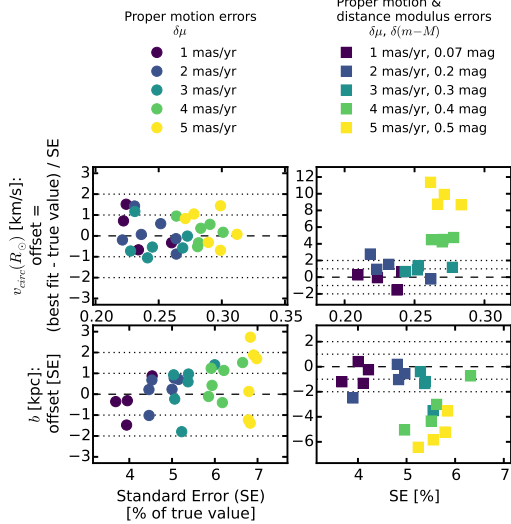 Proper motion errors
δμ
1 mas/yr
2 mas/yr
3 mas/yr
4 mas/yr
5 mas/yr
Proper motion &
distance modulus errors
δμ, δ(m−M)
1 mas/yr, 0.07 mag
2 mas/yr, 0.2 mag
3 mas/yr, 0.3 mag
4 mas/yr, 0.4 mag
5 mas/yr, 0.5 mag
v_circ(R_☉) [km/s]:
offset =
(best fit - true value) / SE
3
2
1
0
−1
−2
−3
0.20 0.25 0.30 0.35
12
10
8
6
4
2
0
−2
0.20 0.25 0.30 0.35
b [kpc]:
offset [SE]
3
2
1
0
−1
−2
−3
4 5 6 7
Standard Error (SE)
[% of true value]
2
0
−2
−4
−6
4 5 6 7
SE [%]